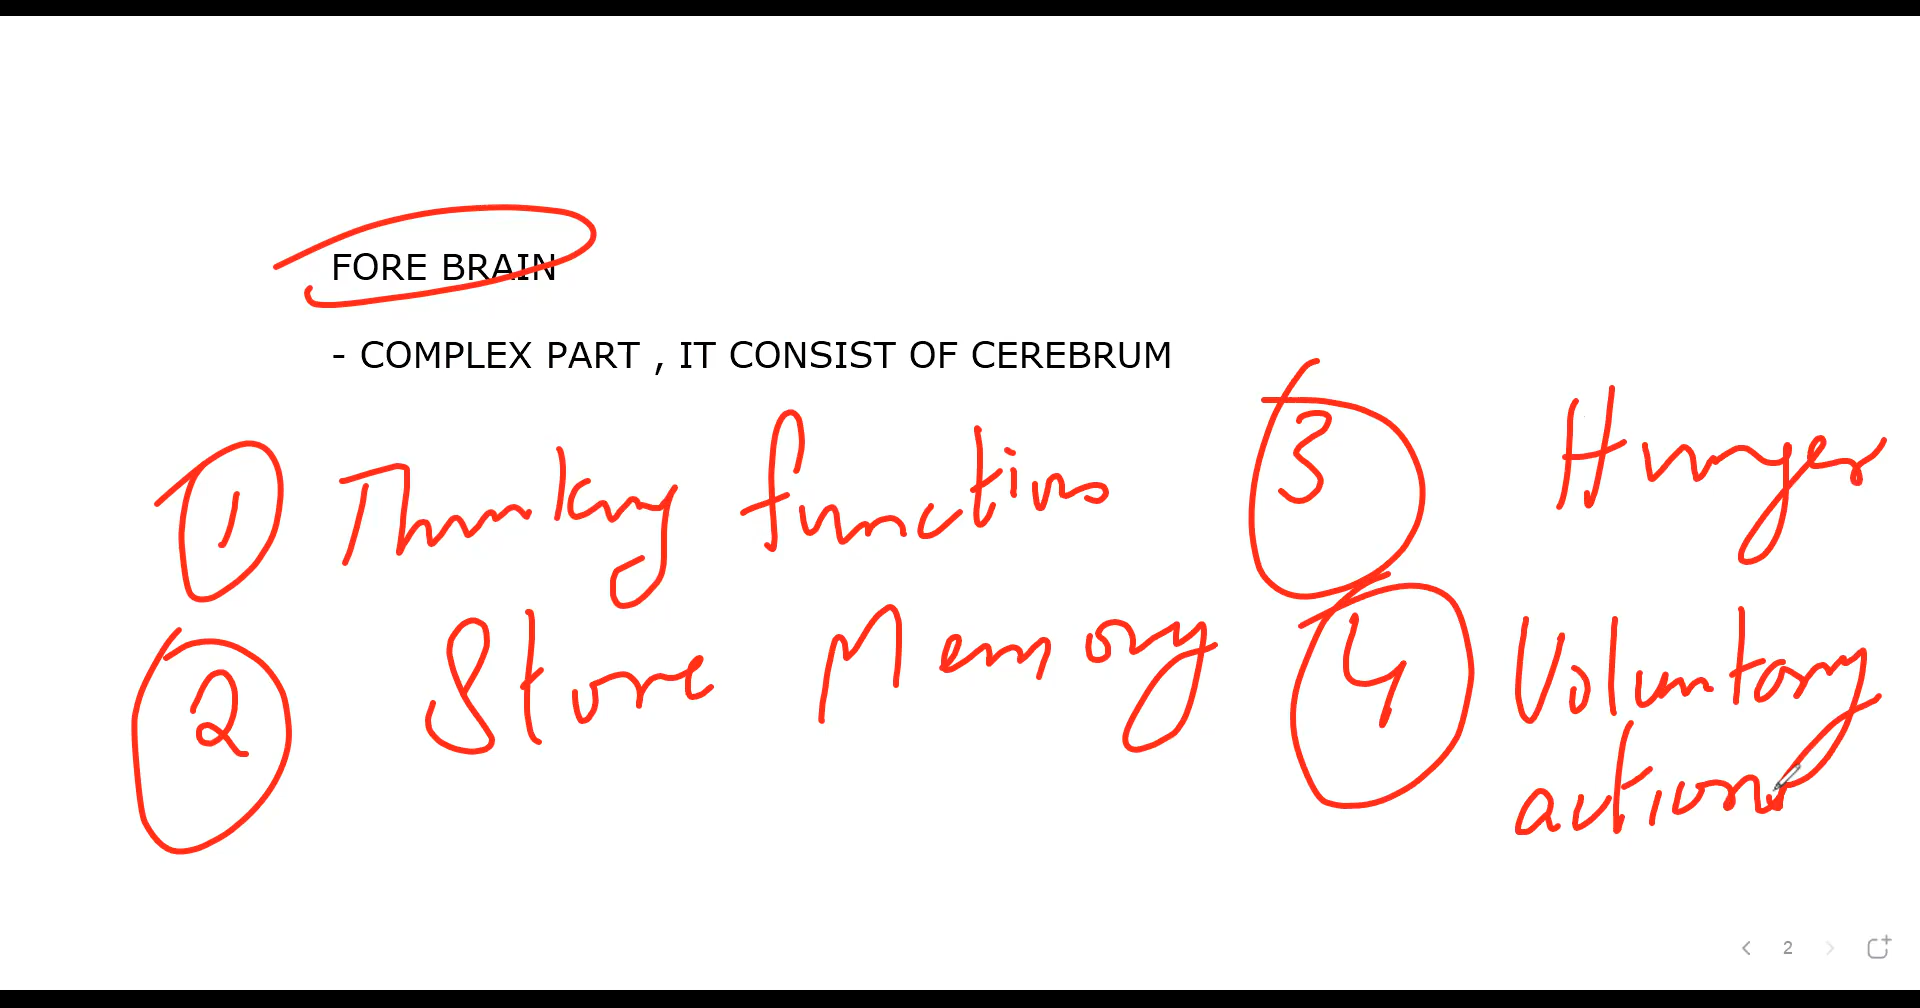 FORE BRAIN
- COMPLEX PART , IT CONSIST OF CEREBRUM
1 Thinking functions
2 Store Memory
3 Hunger
4 Voluntary
actions
2